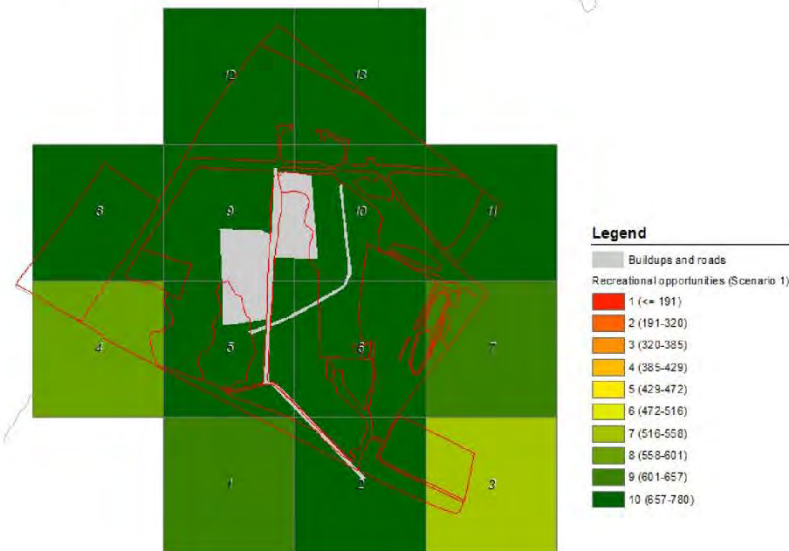 12 13
8 9 10 11
4 5 6 7
1 2 3
Legend
Buildups and roads
Recreational opportunities (Scenario 1)
1 (<= 191)
2 (191-320)
3 (320-385)
4 (385-429)
5 (429-472)
6 (472-516)
7 (516-558)
8 (558-601)
9 (601-657)
10 (657-780)